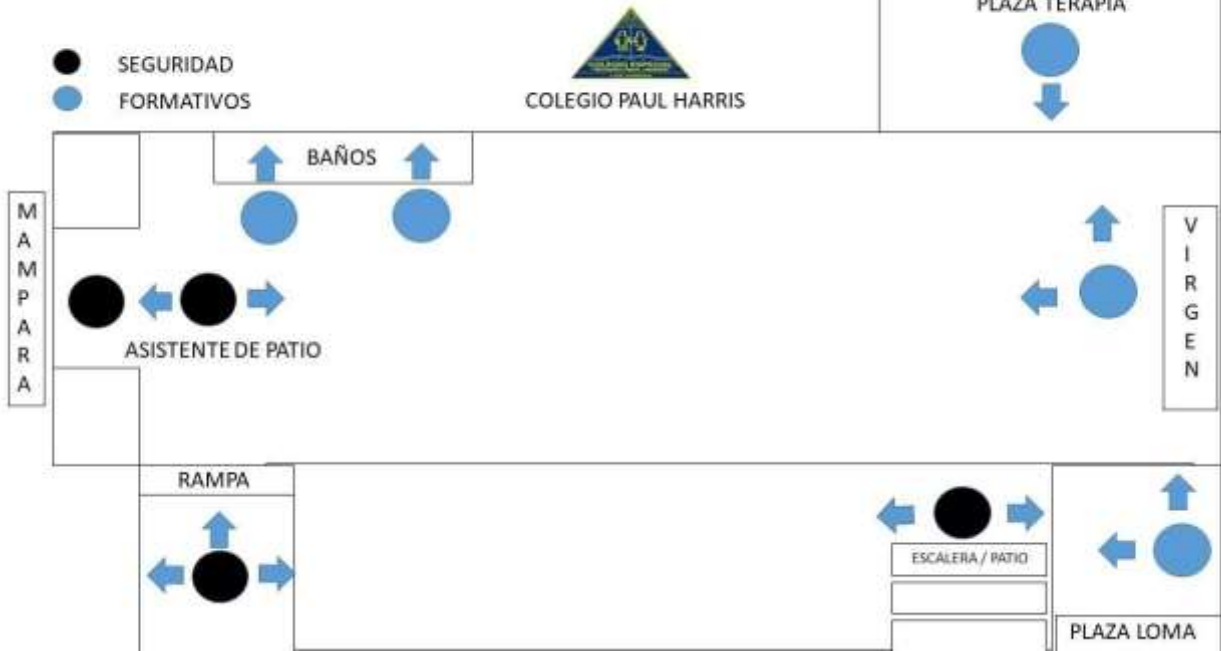 PLAZA TERAPIA
SEGURIDAD
FORMATIVOS
COLEGIO PAUL HARRIS
BAÑOS
MAMPARA
VIRGEN
ASISTENTE DE PATIO
RAMPA
ESCALERA / PATIO
PLAZA LOMA